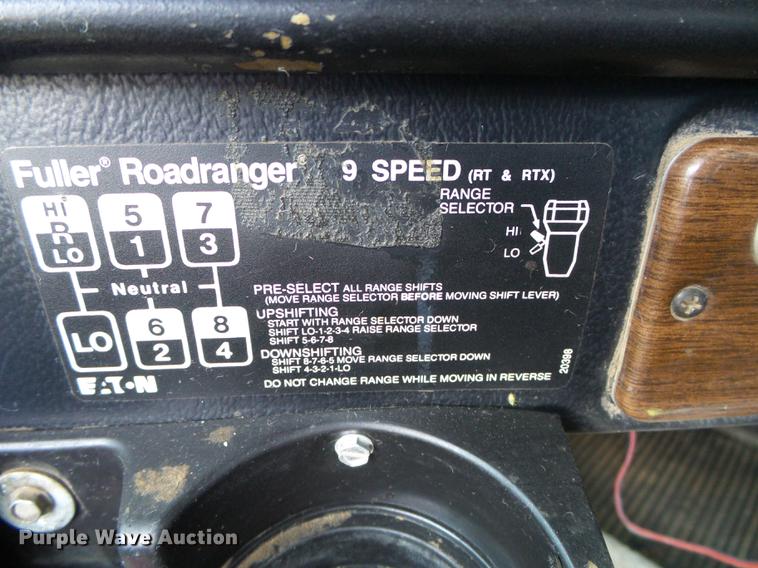 Fuller® Roadranger® 9 SPEED (RT & RTX)
RANGE
SELECTOR
HI
LO
HI 5 7
R
LO 1 3
Neutral
LO 6 8
2 4
PRE-SELECT ALL RANGE SHIFTS
(MOVE RANGE SELECTOR BEFORE MOVING SHIFT LEVER)
UPSHIFTING
START WITH RANGE SELECTOR DOWN
SHIFT LO-1-2-3-4 RAISE RANGE SELECTOR
SHIFT 5-6-7-8
DOWNSHIFTING
SHIFT 8-7-6-5 MOVE RANGE SELECTOR DOWN
SHIFT 4-3-2-1-LO
EATON
DO NOT CHANGE RANGE WHILE MOVING IN REVERSE
20398
Purple Wave Auction